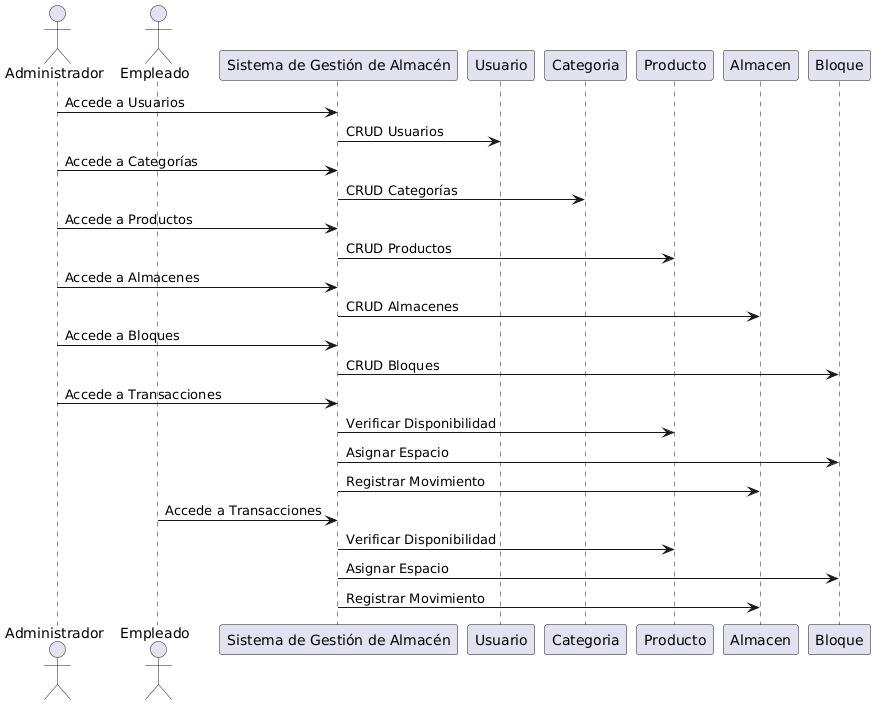 Administrador
Empleado
Sistema de Gestión de Almacén
Usuario
Categoria
Producto
Almacen
Bloque
Accede a Usuarios
CRUD Usuarios
Accede a Categorías
CRUD Categorías
Accede a Productos
CRUD Productos
Accede a Almacenes
CRUD Almacenes
Accede a Bloques
CRUD Bloques
Accede a Transacciones
Verificar Disponibilidad
Asignar Espacio
Registrar Movimiento
Accede a Transacciones
Verificar Disponibilidad
Asignar Espacio
Registrar Movimiento
Administrador
Empleado
Sistema de Gestión de Almacén
Usuario
Categoria
Producto
Almacen
Bloque